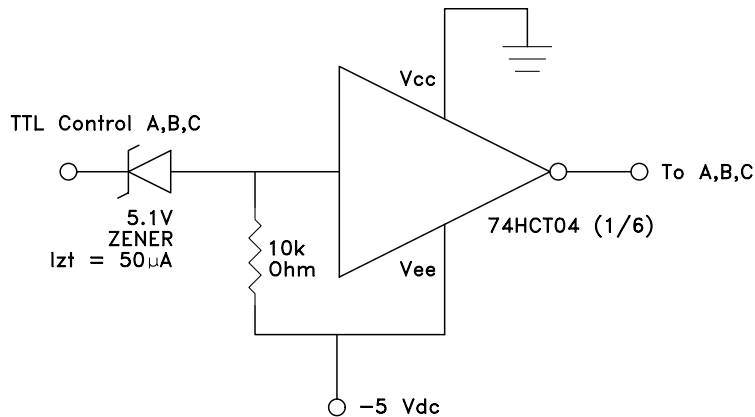 Vcc
TTL Control A,B,C
To A,B,C
5.1V
ZENER
Izt = 50μA
10k
Ohm
74HCT04 (1/6)
Vee
-5 Vdc